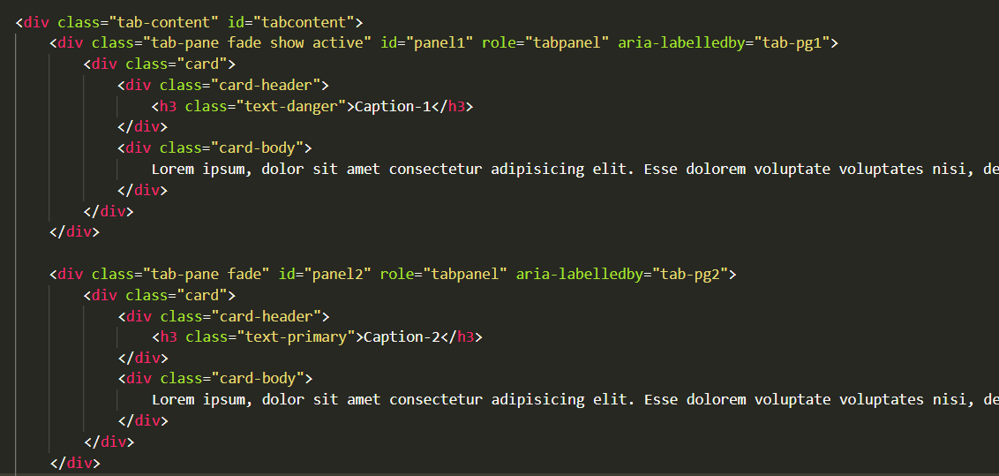 <div class="tab-content" id="tabcontent">
<div class="tab-pane fade show active" id="panel1" role="tabpanel" aria-labelledby="tab-pg1">
<div class="card">
<div class="card-header">
<h3 class="text-danger">Caption-1</h3>
</div>
<div class="card-body">
Lorem ipsum, dolor sit amet consectetur adipisicing elit. Esse dolorem voluptate voluptates nisi, de
</div>
</div>
</div>
<div class="tab-pane fade" id="panel2" role="tabpanel" aria-labelledby="tab-pg2">
<div class="card">
<div class="card-header">
<h3 class="text-primary">Caption-2</h3>
</div>
<div class="card-body">
Lorem ipsum, dolor sit amet consectetur adipisicing elit. Esse dolorem voluptate voluptates nisi, de
</div>
</div>
</div>